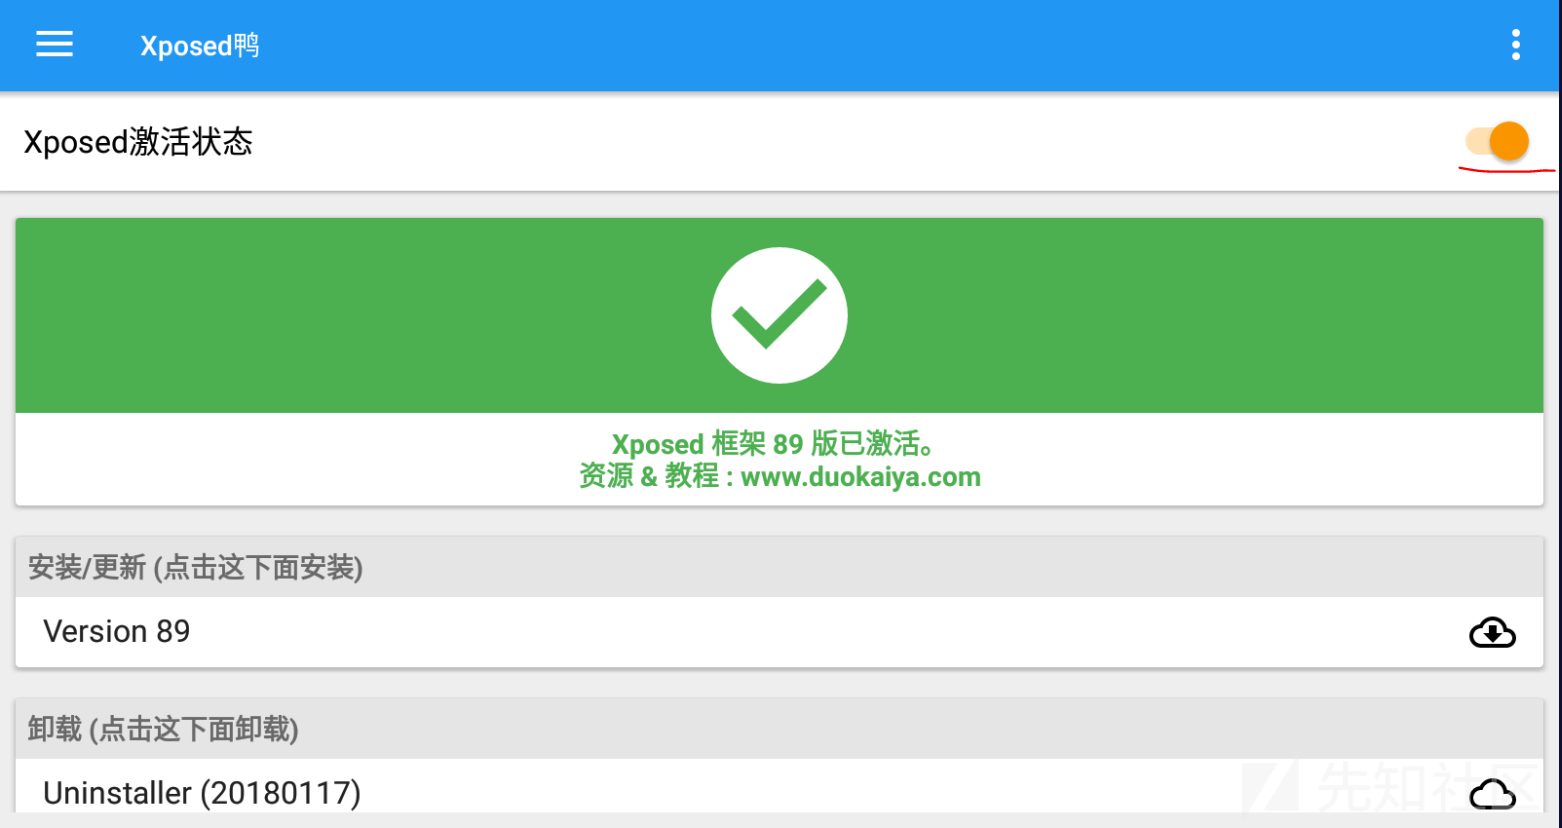 Xposed鸭
Xposed激活状态
Xposed 框架 89 版已激活。
资源 & 教程 : www.duokaiya.com
安装/更新 (点击这下面安装)
Version 89
卸载 (点击这下面卸载)
Uninstaller (20180117)
先知社区